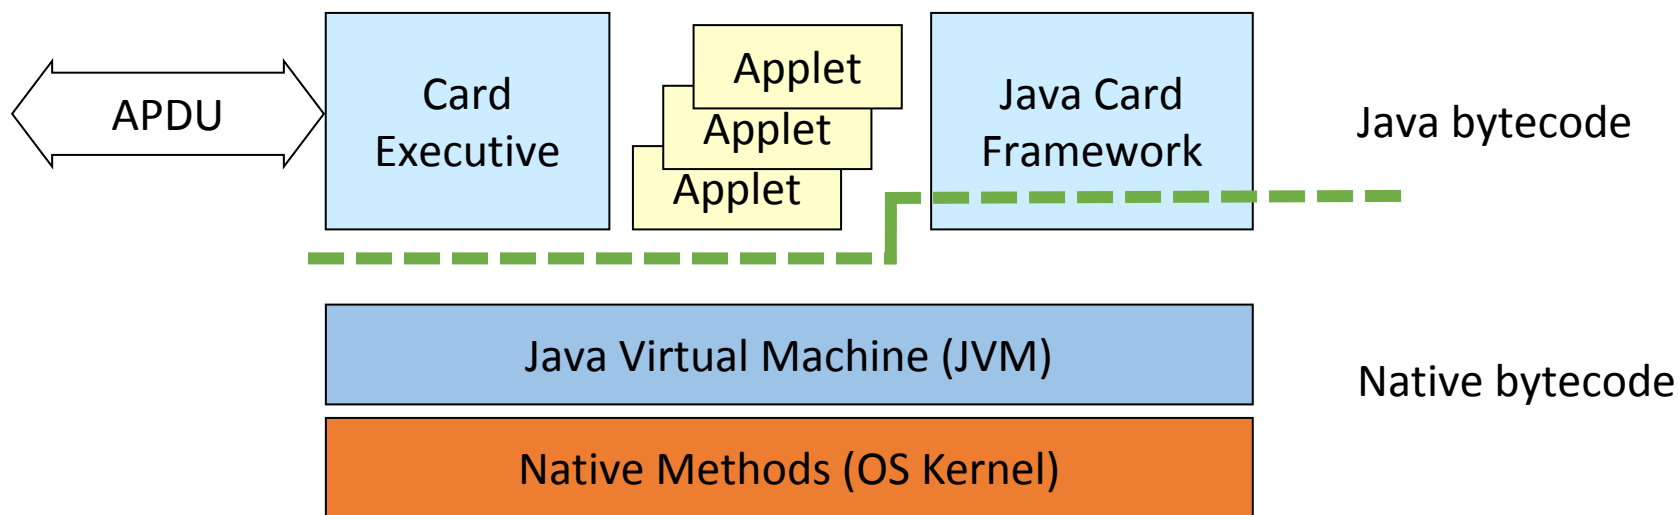 APDU
Card
Executive
Applet
Applet
Applet
Java Card
Framework
Java bytecode
Java Virtual Machine (JVM)
Native bytecode
Native Methods (OS Kernel)